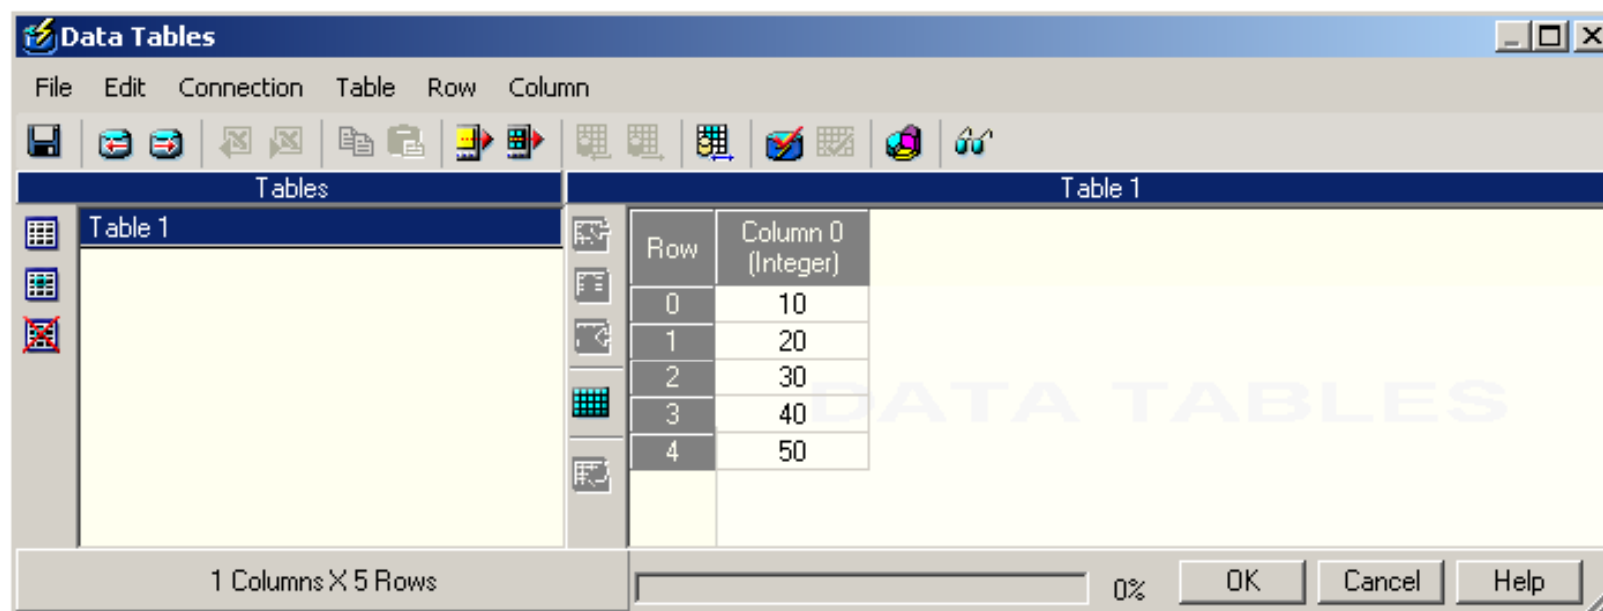 Data Tables
File Edit Connection Table Row Column
Tables
Table 1
Table 1
Row Column 0 (Integer)
0 10
1 20
2 30
3 40
4 50
DATA TABLES
1 Columns X 5 Rows
0% OK Cancel Help